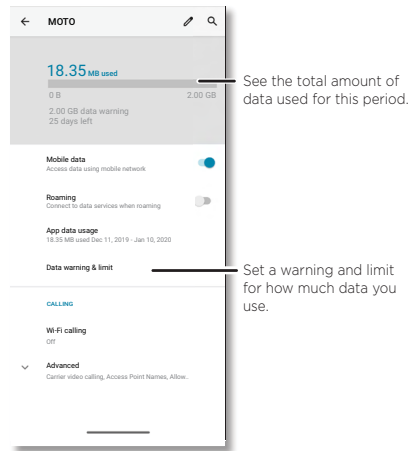 MOTO
18.35 MB used
0 B 2.00 GB
2.00 GB data warning
25 days left
See the total amount of
data used for this period.
Mobile data
Access data using mobile network
Roaming
Connect to data services when roaming
App data usage
18.35 MB used Dec 11, 2019 - Jan 10, 2020
Data warning & limit
Set a warning and limit
for how much data you
use.
CALLING
Wi-Fi calling
Off
Advanced
Carrier video calling, Access Point Names, Allow..